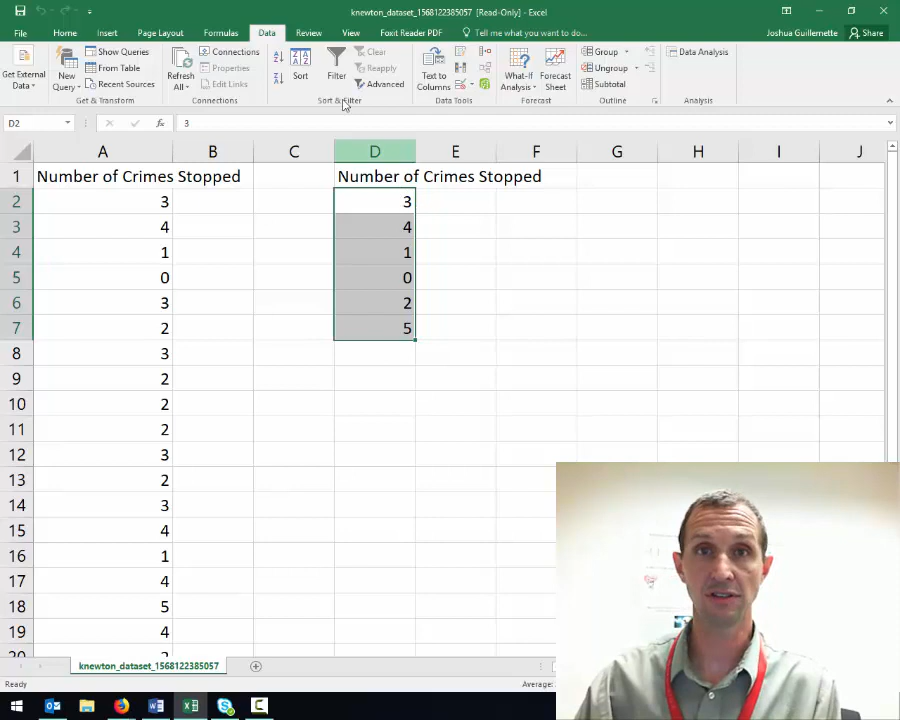 knewton_dataset_1568122385057 [Read-Only] - Excel
File Home Insert Page Layout Formulas Data Review View Foxit Reader PDF Tell me what you want to do... Joshua Guillemette Share
Get External Data
New Query
Show Queries
From Table
Recent Sources
Get & Transform
Refresh All
Connections
Properties
Edit Links
Connections
Sort
Filter
Clear
Reapply
Advanced
Sort & Filter
Text to Columns
Data Tools
What-If Analysis
Forecast Sheet
Forecast
Group
Ungroup
Subtotal
Outline
Data Analysis
Analysis
D2 fx 3
A B C D E F G H I J
1 Number of Crimes Stopped Number of Crimes Stopped
2 3 3
3 4 4
4 1 1
5 0 0
6 3 2
7 2 5
8 3
9 2
10 2
11 2
12 3
13 2
14 3
15 4
16 1
17 4
18 5
19 4
knewton_dataset_1568122385057
Ready Average: